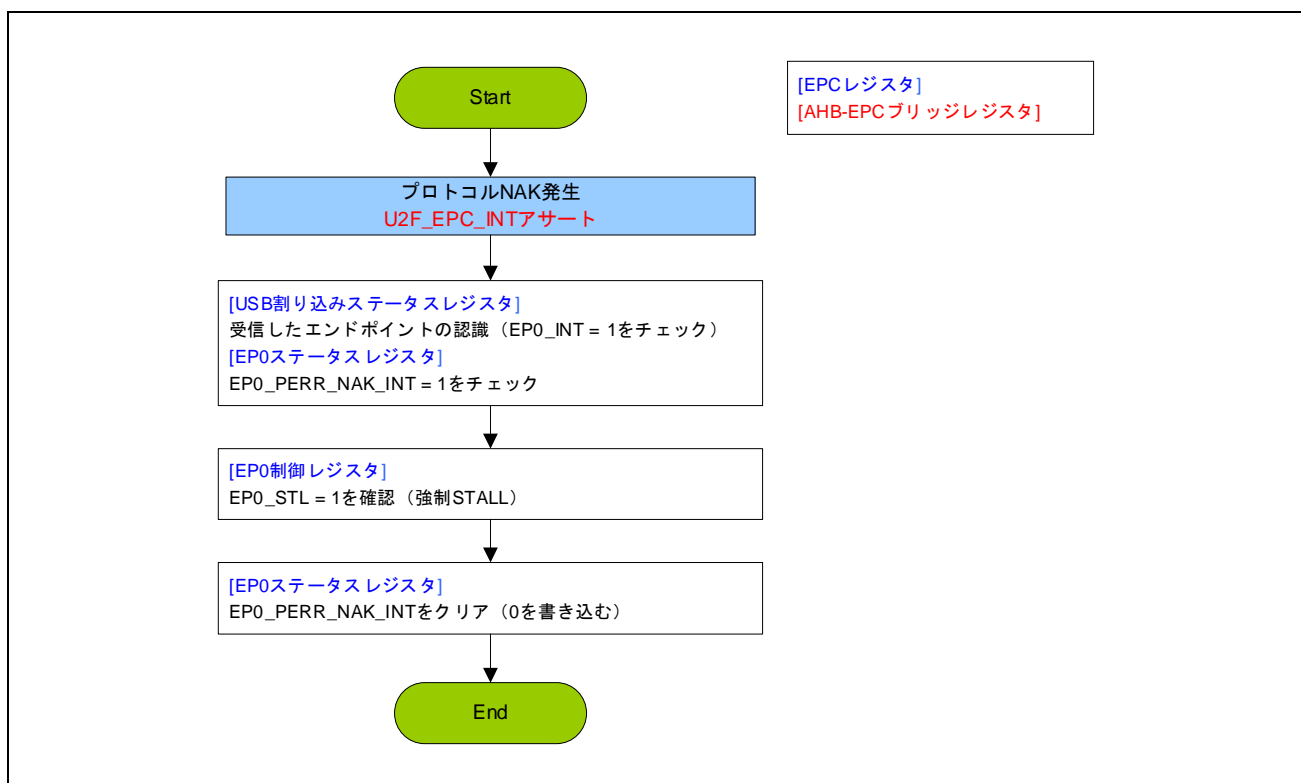 Start
[EPCレジスタ]
[AHB-EPCブリッジレジスタ]
プロトコルNAK発生
U2F_EPC_INTアサート
[USB割り込みステータスレジスタ]
受信したエンドポイントの認識（EP0_INT = 1をチェック）
[EP0ステータスレジスタ]
EP0_PERR_NAK_INT = 1をチェック
[EP0制御レジスタ]
EP0_STL = 1を確認（強制STALL）
[EP0ステータスレジスタ]
EP0_PERR_NAK_INTをクリア（0を書き込む）
End